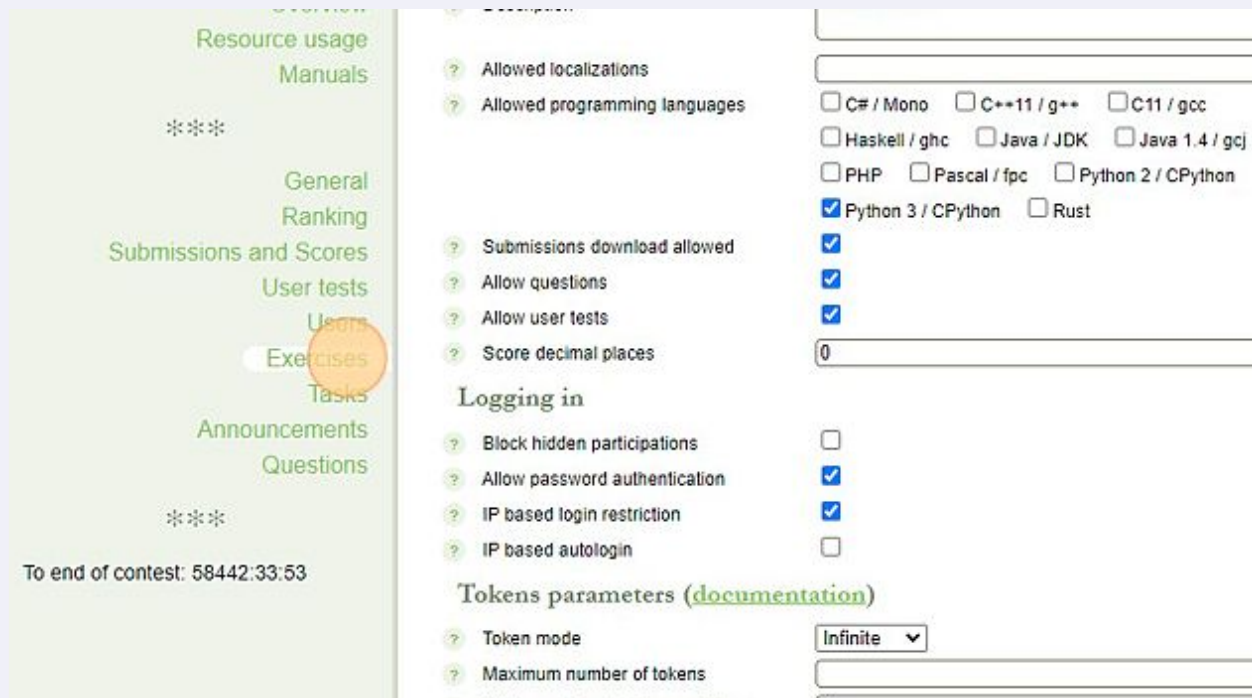 Overview
Resource usage
Manuals
***
General
Ranking
Submissions and Scores
User tests
Users
Exercises
Tasks
Announcements
Questions
***
To end of contest: 58442:33:53
? Description
? Allowed localizations
? Allowed programming languages
C# / Mono C++11 / g++ C11 / gcc
Haskell / ghc Java / JDK Java 1.4 / gcj
PHP Pascal / fpc Python 2 / CPython
Python 3 / CPython Rust
? Submissions download allowed
? Allow questions
? Allow user tests
? Score decimal places 0
Logging in
? Block hidden participations
? Allow password authentication
? IP based login restriction
? IP based autologin
Tokens parameters (documentation)
? Token mode Infinite
? Maximum number of tokens